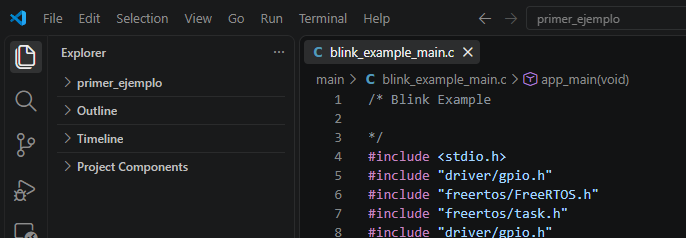 File Edit Selection View Go Run Terminal Help primer_ejemplo
Explorer
primer_ejemplo
Outline
Timeline
Project Components
C blink_example_main.c
main > C blink_example_main.c > app_main(void)
1 /* Blink Example
2
3 */
4 #include <stdio.h>
5 #include "driver/gpio.h"
6 #include "freertos/FreeRTOS.h"
7 #include "freertos/task.h"
8 #include "driver/gpio.h"